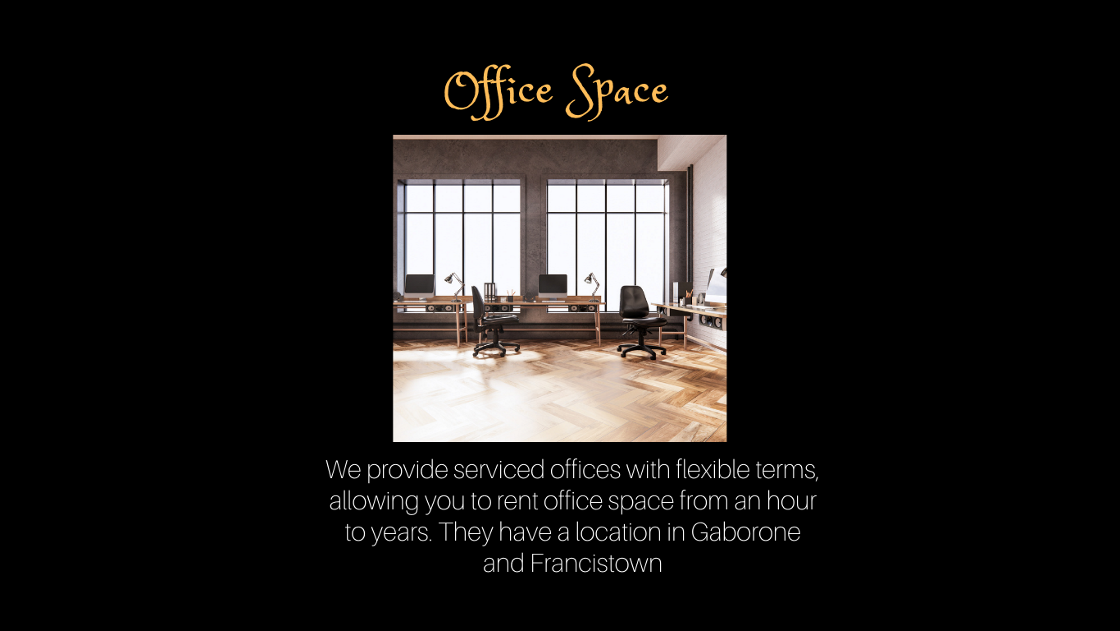 Office Space
We provide serviced offices with flexible terms,
allowing you to rent office space from an hour
to years. They have a location in Gaborone
and Francistown